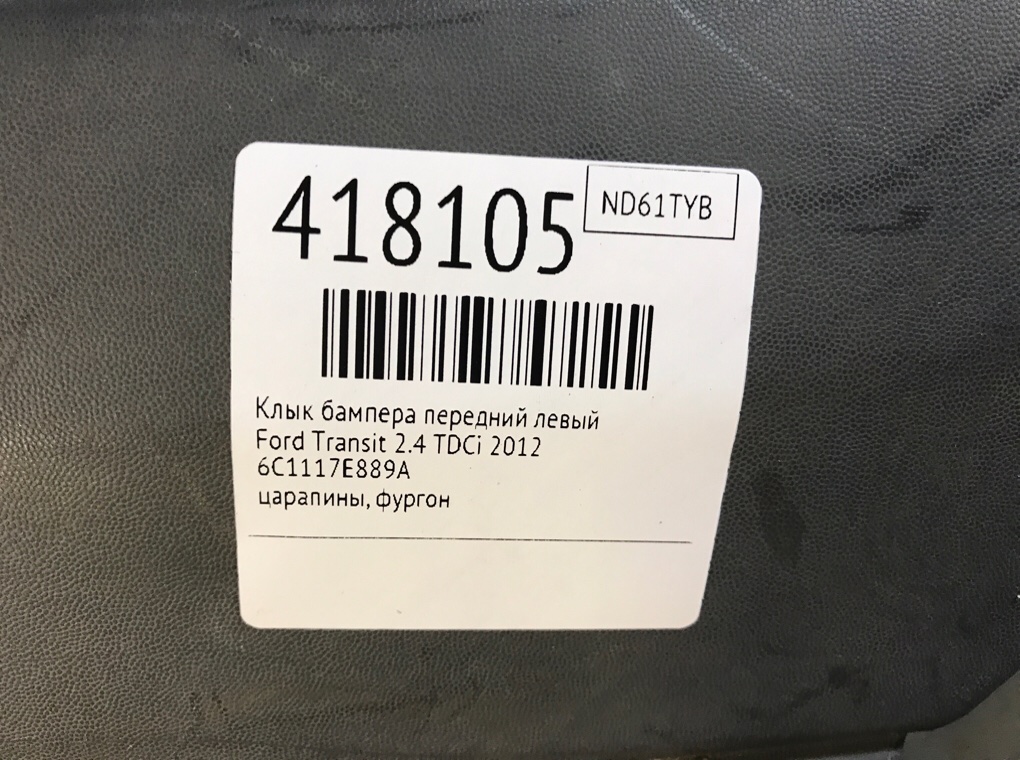 418105
ND61TYB
Клык бампера передний левый
Ford Transit 2.4 TDCi 2012
6C1117E889A
царапины, фургон